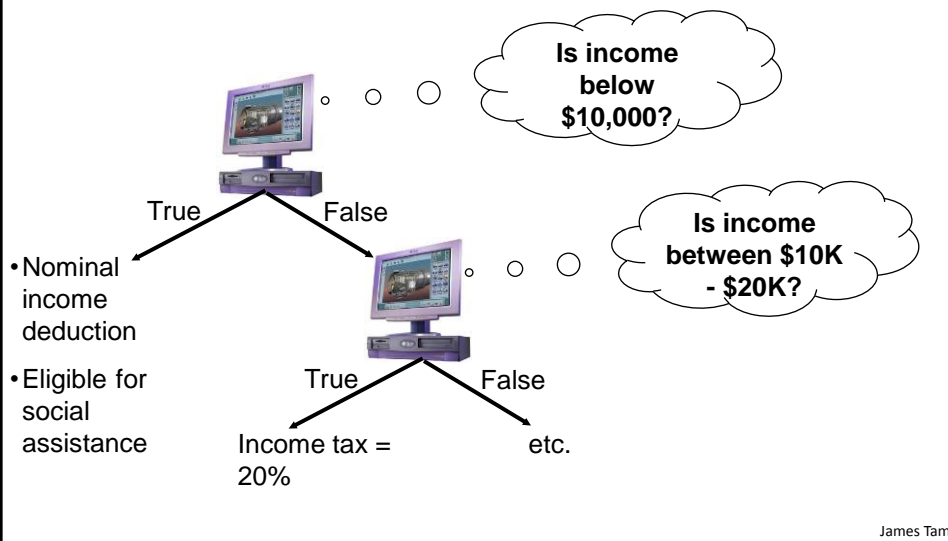 Is income
below
$10,000?
True
False
•Nominal
income
deduction
•Eligible for
social
assistance
Is income
between $10K
- $20K?
True
False
Income tax =
20%
etc.
James Tam